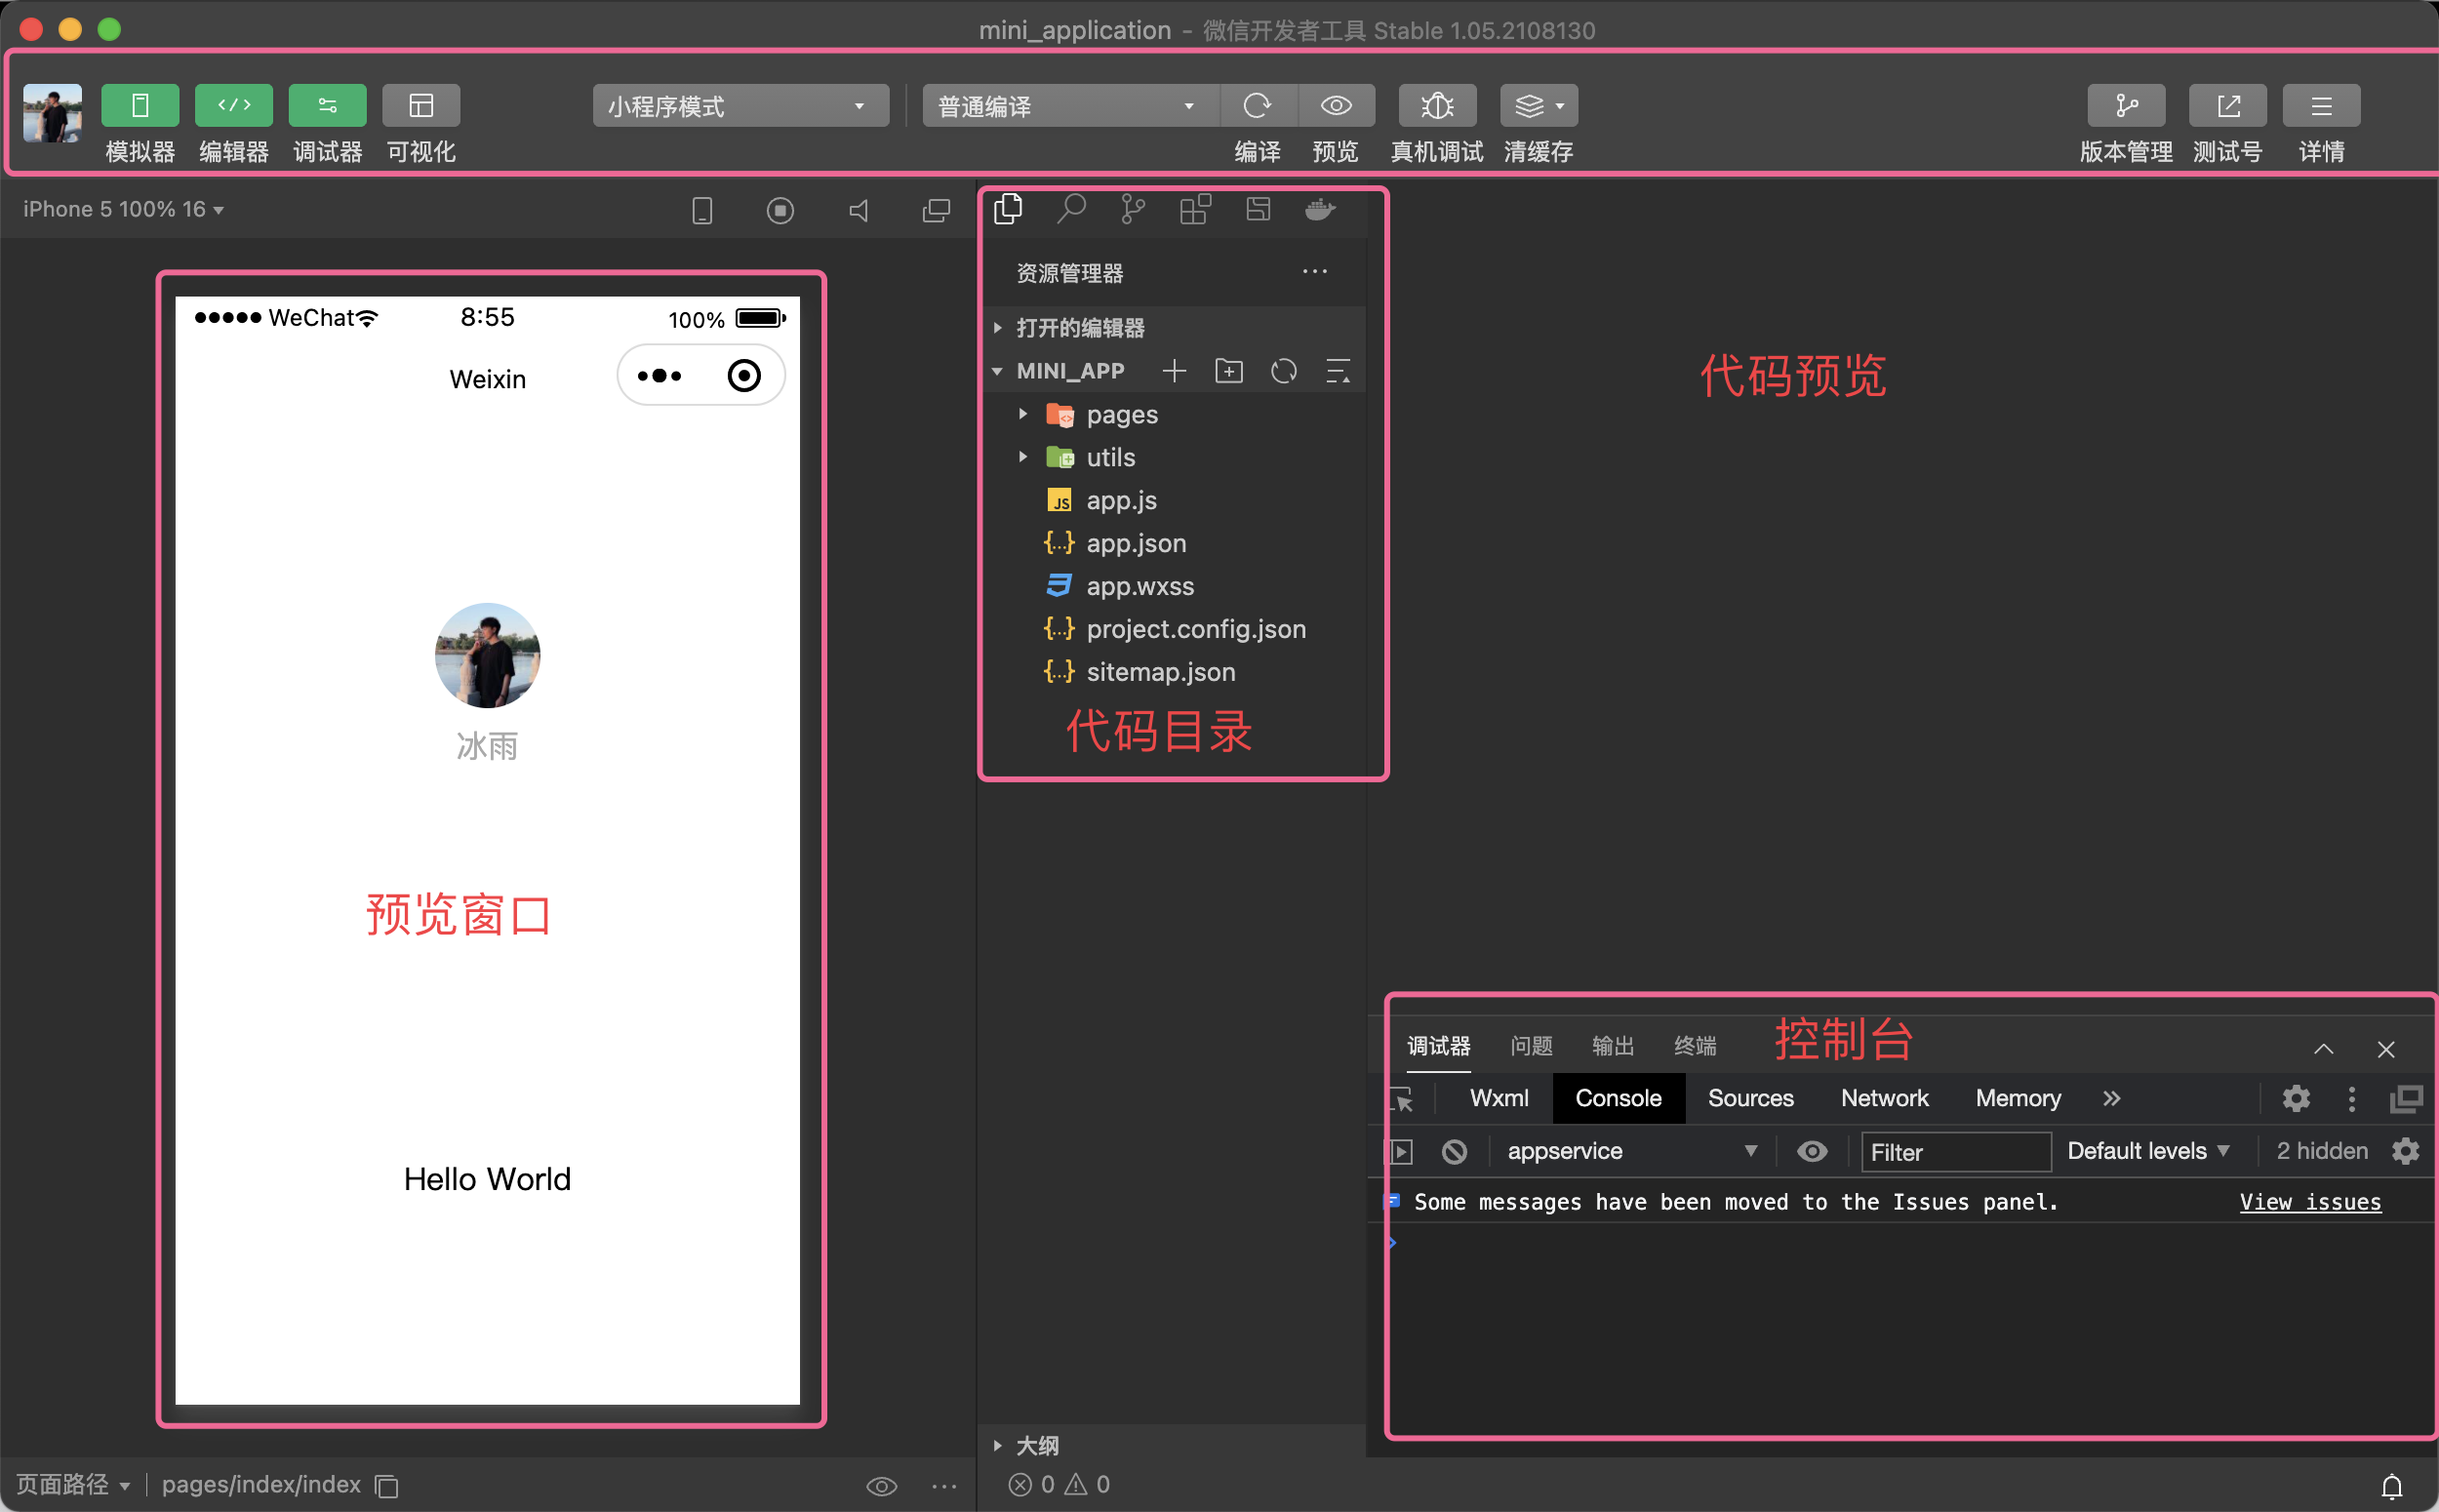 mini_application – 微信开发者工具 Stable 1.05.2108130
模拟器 编辑器 调试器 可视化
小程序模式
普通编译
编译 预览 真机调试 清缓存
版本管理 测试号 详情
iPhone 5 100% 16
WeChat 8:55 100%
Weixin
冰雨
预览窗口
Hello World
页面路径 pages/index/index
资源管理器
打开的编辑器
MINI_APP
pages
utils
JS app.js
{...} app.json
app.wxss
{...} project.config.json
{...} sitemap.json
代码目录
大纲
0 0
代码预览
调试器 问题 输出 终端 控制台
Wxml Console Sources Network Memory »
appservice Filter Default levels 2 hidden
Some messages have been moved to the Issues panel. View issues